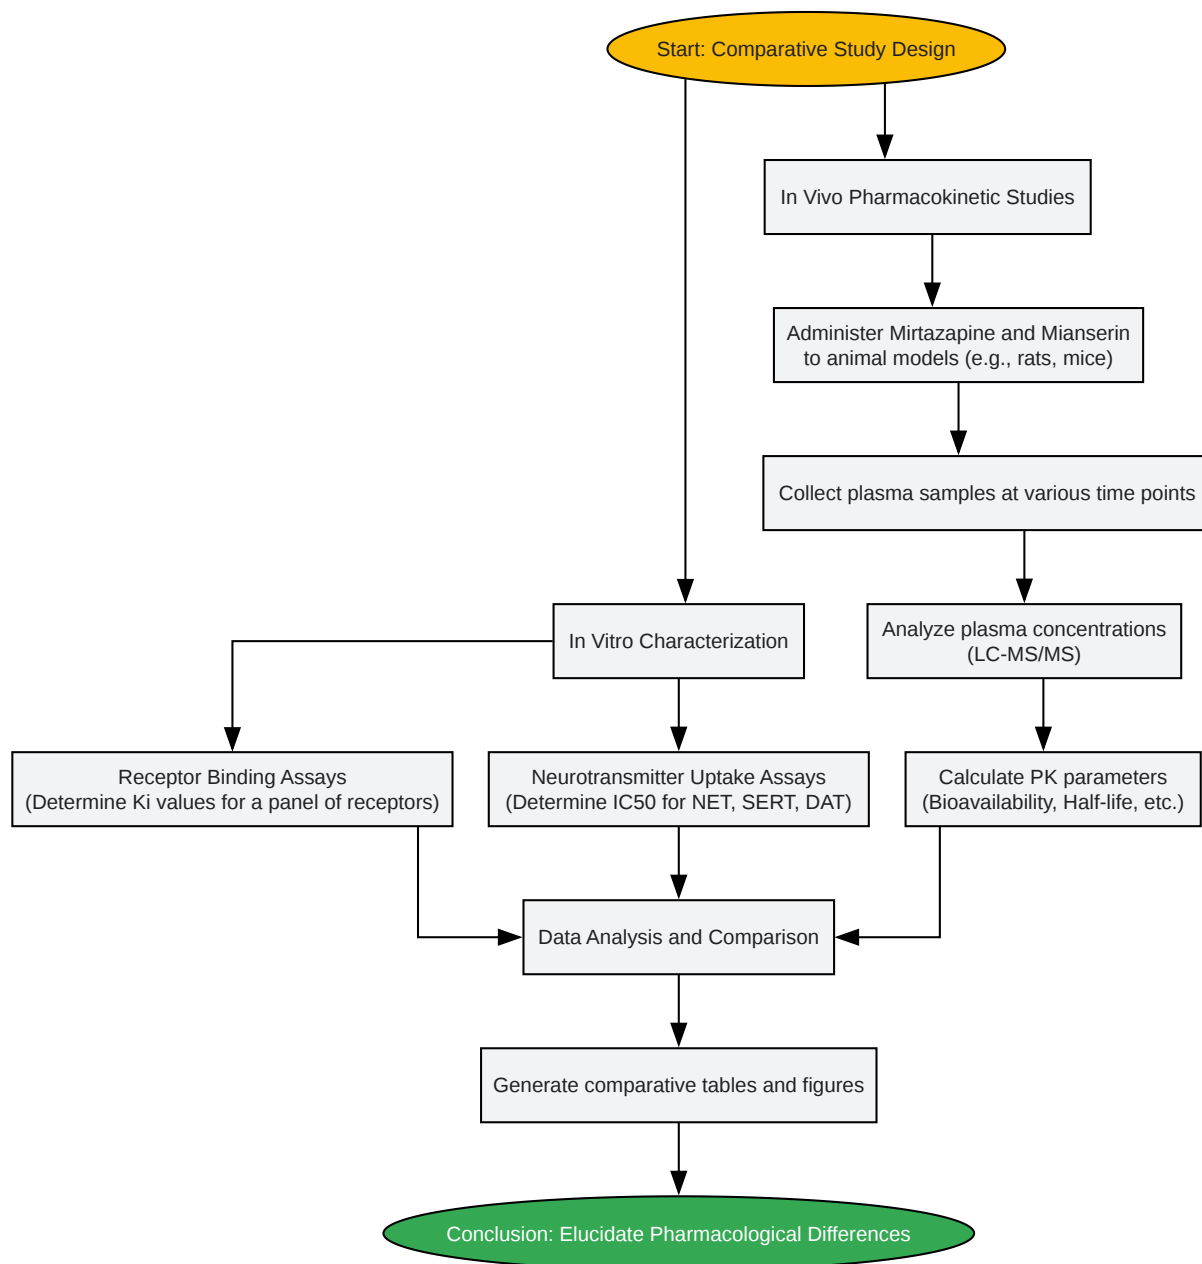 Start: Comparative Study Design
In Vivo Pharmacokinetic Studies
Administer Mirtazapine and Mianserin
to animal models (e.g., rats, mice)
Collect plasma samples at various time points
In Vitro Characterization
Analyze plasma concentrations
(LC-MS/MS)
Receptor Binding Assays
(Determine Ki values for a panel of receptors)
Neurotransmitter Uptake Assays
(Determine IC50 for NET, SERT, DAT)
Calculate PK parameters
(Bioavailability, Half-life, etc.)
Data Analysis and Comparison
Generate comparative tables and figures
Conclusion: Elucidate Pharmacological Differences